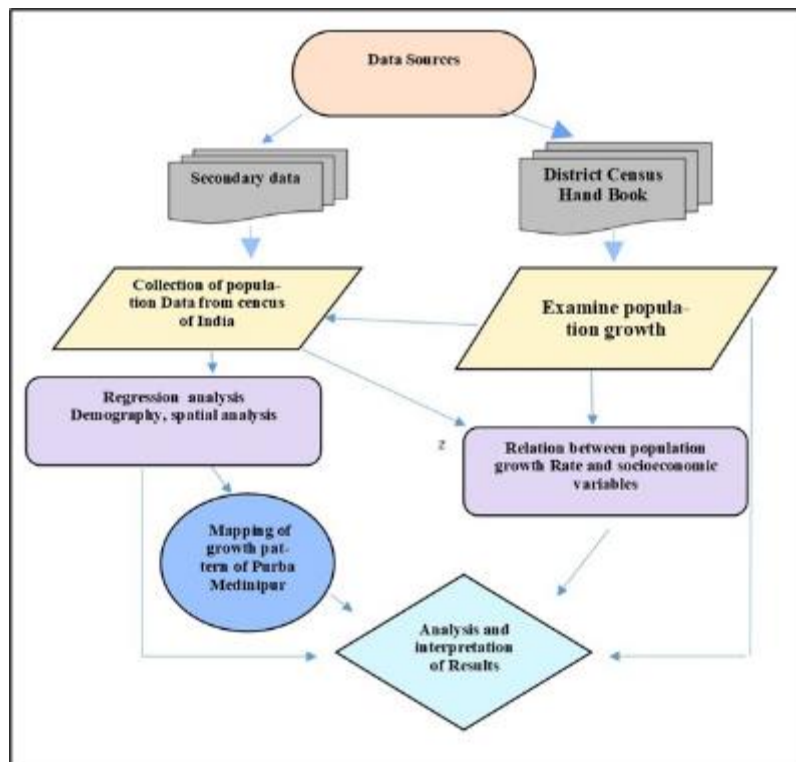 Data Sources
Secondary data
District Census
Hand Book
Collection of popula-
tion Data from cencus
of India
Examine popula-
tion growth
Regression analysis
Demography, spatial analysis
z
Relation between population
growth Rate and socioeconomic
variables
Mapping of
growth pat-
tern of Purba
Medinipur
Analysis and
interpretation
of Results